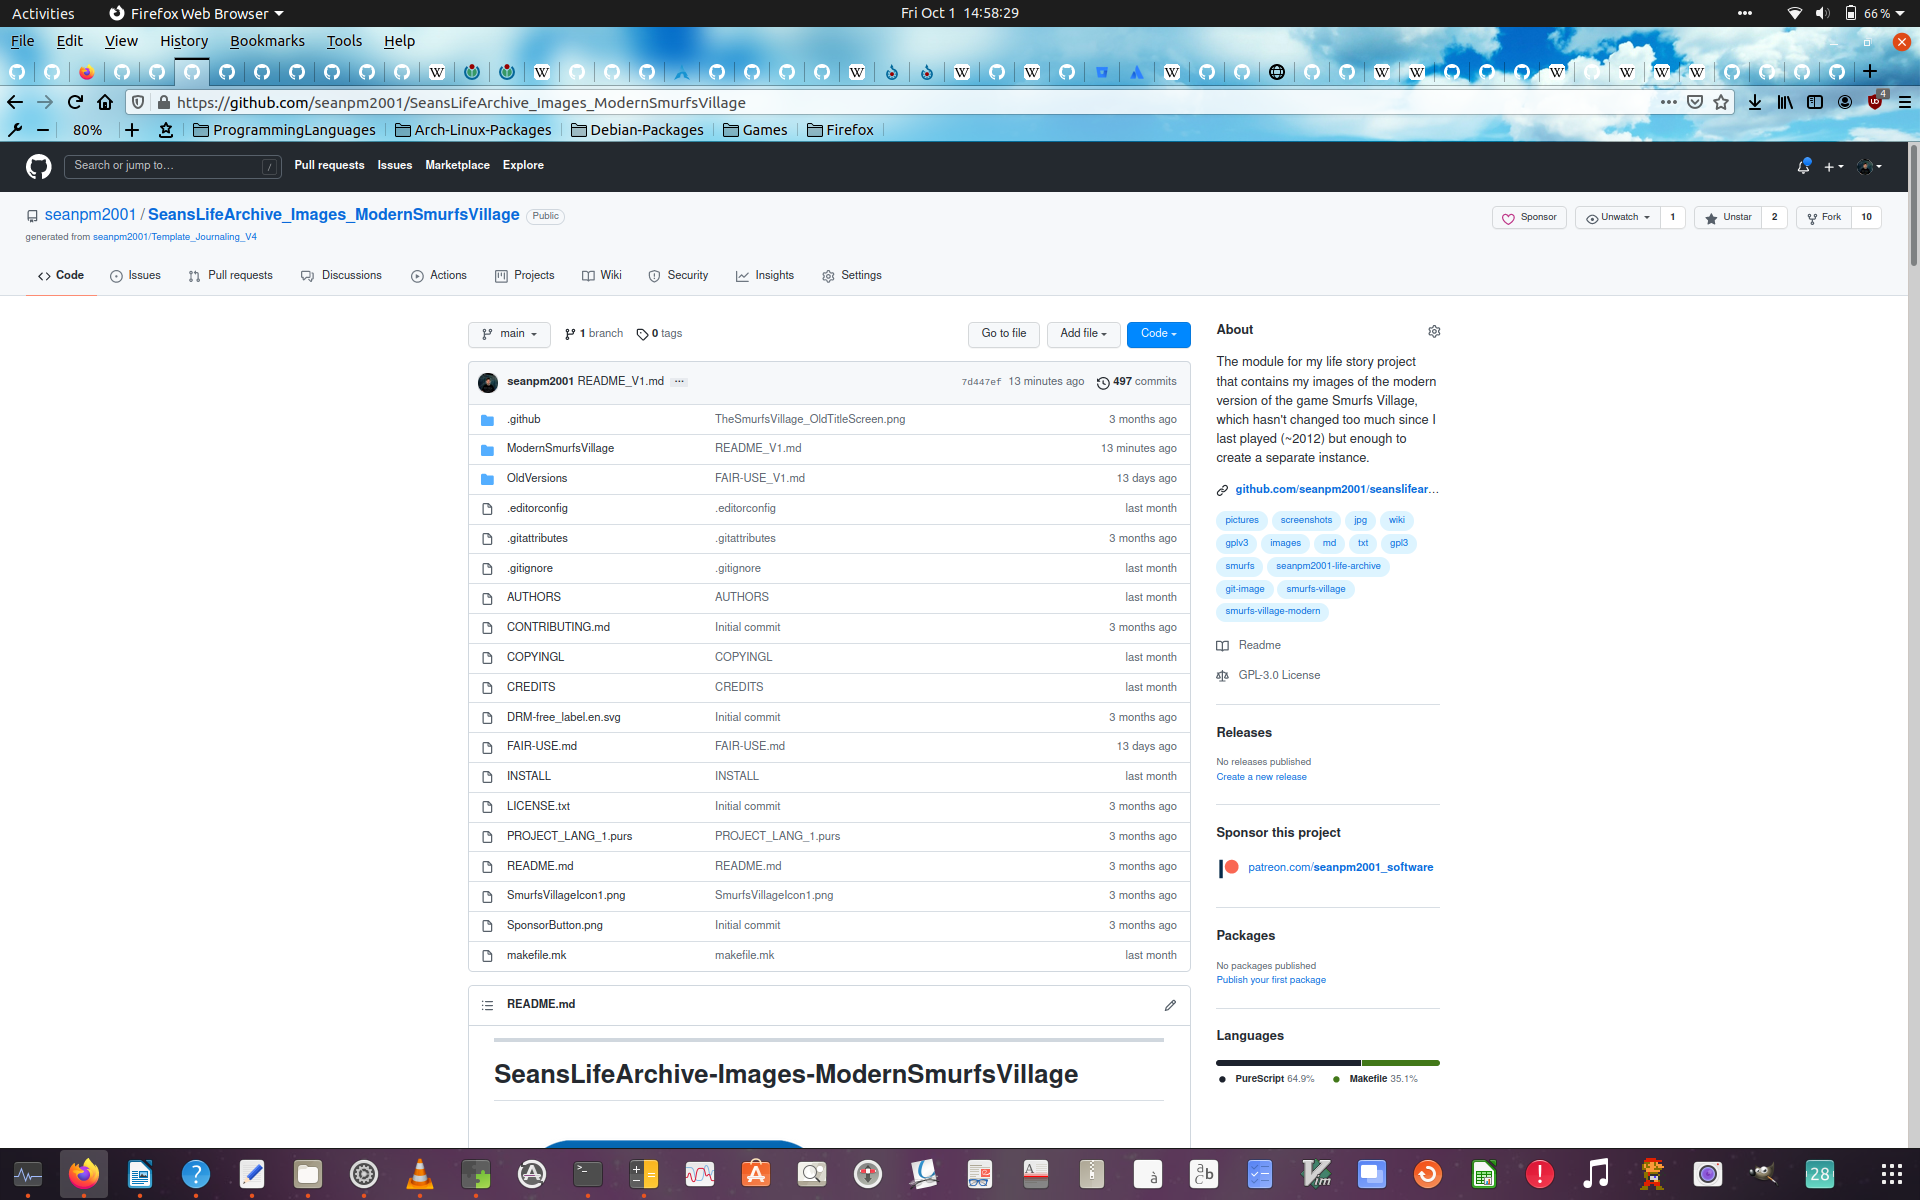 Activities
Firefox Web Browser
Fri Oct 1 14:58:29
66 %
File Edit View History Bookmarks Tools Help
https://github.com/seanpm2001/SeansLifeArchive_Images_ModernSmurfsVillage
4
80%
ProgrammingLanguages
Arch-Linux-Packages
Debian-Packages
Games
Firefox
Search or jump to…
/
Pull requests Issues Marketplace Explore
seanpm2001 / SeansLifeArchive_Images_ModernSmurfsVillage Public
Sponsor
Unwatch 1
Unstar 2
Fork 10
generated from seanpm2001/Template_Journaling_V4
Code Issues Pull requests Discussions Actions Projects Wiki Security Insights Settings
main 1 branch 0 tags
Go to file Add file Code
seanpm2001 README_V1.md ... 7d447ef 13 minutes ago 497 commits
.github TheSmurfsVillage_OldTitleScreen.png 3 months ago
ModernSmurfsVillage README_V1.md 13 minutes ago
OldVersions FAIR-USE_V1.md 13 days ago
.editorconfig .editorconfig last month
.gitattributes .gitattributes 3 months ago
.gitignore .gitignore last month
AUTHORS AUTHORS last month
CONTRIBUTING.md Initial commit 3 months ago
COPYINGL COPYINGL last month
CREDITS CREDITS last month
DRM-free_label.en.svg Initial commit 3 months ago
FAIR-USE.md FAIR-USE.md 13 days ago
INSTALL INSTALL last month
LICENSE.txt Initial commit 3 months ago
PROJECT_LANG_1.purs PROJECT_LANG_1.purs 3 months ago
README.md README.md 3 months ago
SmurfsVillageIcon1.png SmurfsVillageIcon1.png 3 months ago
SponsorButton.png Initial commit 3 months ago
makefile.mk makefile.mk last month
README.md
SeansLifeArchive-Images-ModernSmurfsVillage
About
The module for my life story project
that contains my images of the modern
version of the game Smurfs Village,
which hasn't changed too much since I
last played (~2012) but enough to
create a separate instance.
github.com/seanpm2001/seanslifear…
pictures screenshots jpg wiki
gplv3 images md txt gpl3
smurfs seanpm2001-life-archive
git-image smurfs-village
smurfs-village-modern
Readme
GPL-3.0 License
Releases
No releases published
Create a new release
Sponsor this project
patreon.com/seanpm2001_software
Packages
No packages published
Publish your first package
Languages
PureScript 64.9% Makefile 35.1%
28